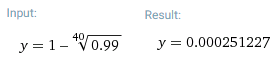 Input:
y = 1 − ⁴⁰√0.99
Result:
y = 0.000251227